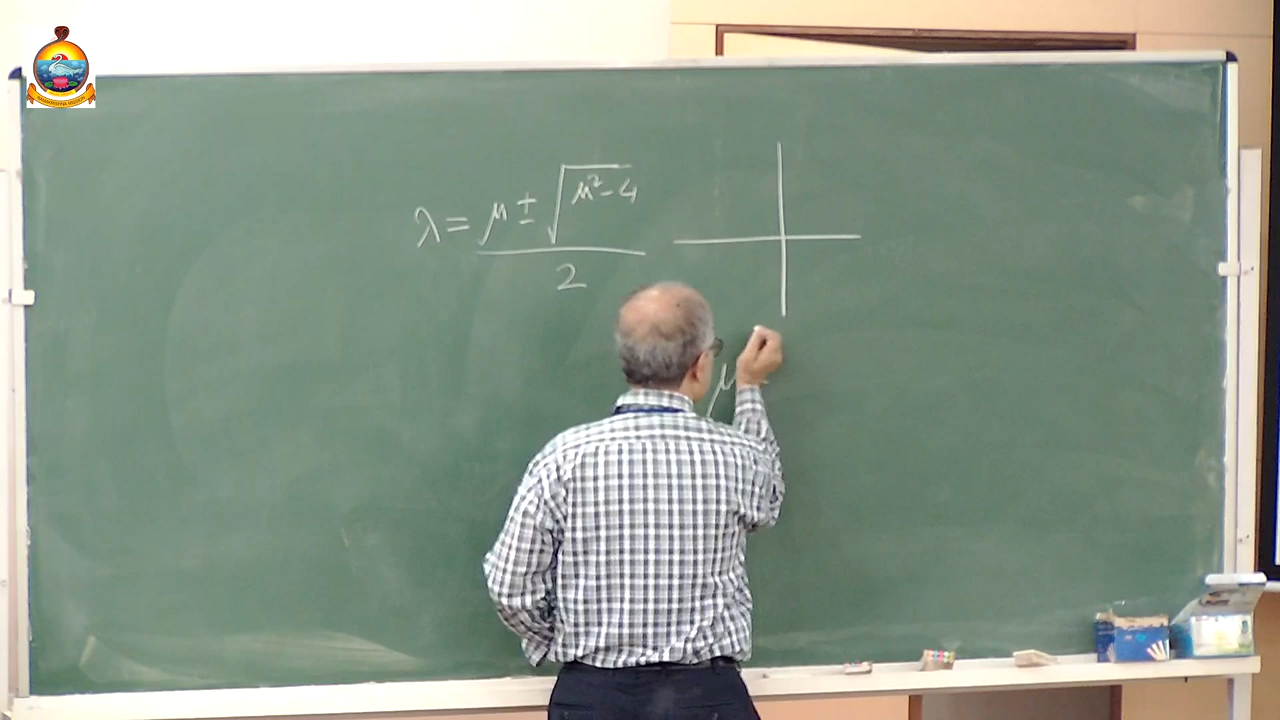 λ = μ ± √(μ² - 4)
2
μ